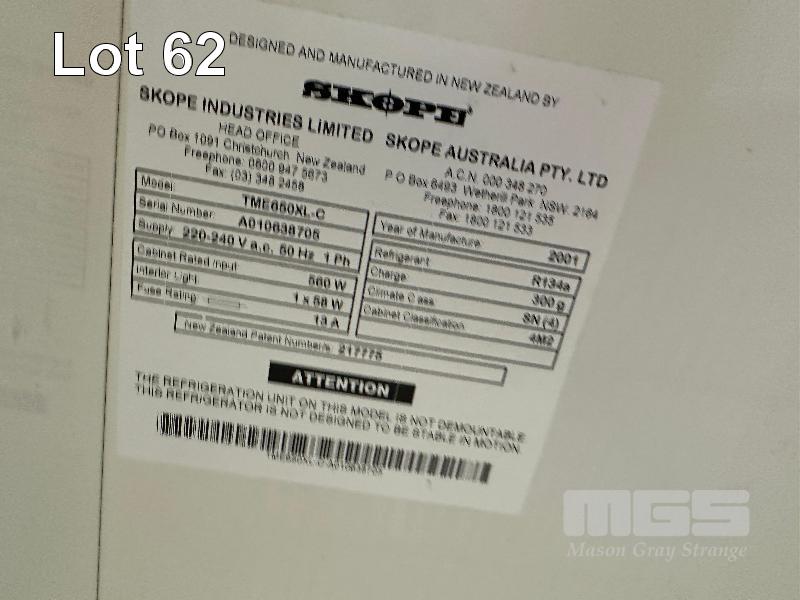 Lot 62
DESIGNED AND MANUFACTURED IN NEW ZEALAND BY
SKOPE
SKOPE INDUSTRIES LIMITED
HEAD OFFICE
PO Box 1091 Christchurch New Zealand
Freephone: 0800 947 5673
Fax: (03) 348 2458
SKOPE AUSTRALIA PTY. LTD
A.C.N. 000 348 270
P O Box 6493 Wetherill Park NSW. 2164
Freephone: 1800 121 535
Fax: 1800 121 533
Model: TME650XL-C
Serial Number: A010638705
Supply: 220-240 V a.c. 50 Hz 1 Ph
Cabinet Rated Input: 560 W
Interior Light: 1 x 58 W
Fuse Rating: 13 A
Year of Manufacture: 2001
Refrigerant: R134a
Charge: 300 g
Climate Class: SN (4)
Cabinet Classification: 4M2
New Zealand Patent Number/s: 217775
ATTENTION
THE REFRIGERATION UNIT ON THIS MODEL IS NOT DEMOUNTABLE
THIS REFRIGERATOR IS NOT DESIGNED TO BE STABLE IN MOTION.
TME650XL-C-A010638705
MGS
Mason Gray Strange